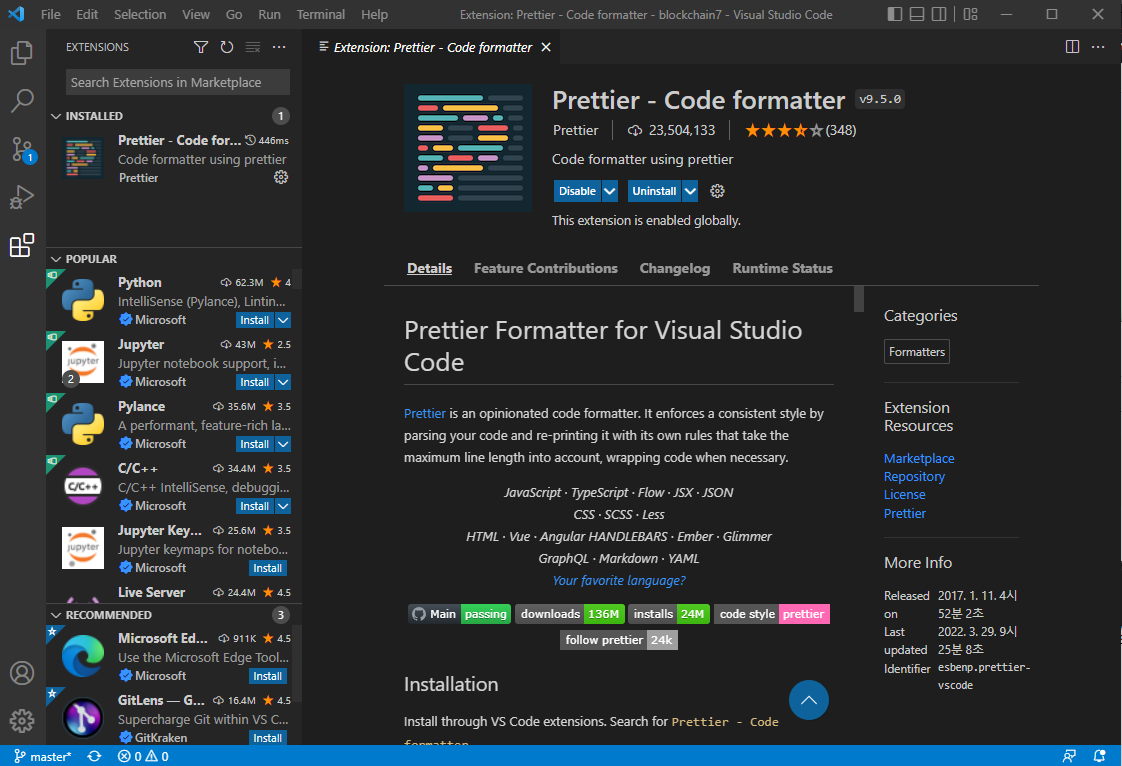 File Edit Selection View Go Run Terminal Help
Extension: Prettier - Code formatter - blockchain7 - Visual Studio Code
EXTENSIONS
Search Extensions in Marketplace
INSTALLED 1
Prettier - Code for... 446ms
Code formatter using prettier
Prettier
1
POPULAR
Python 62.3M 4
IntelliSense (Pylance), Lintin...
Microsoft Install
Jupyter 43M 2.5
Jupyter notebook support, i...
2 Microsoft Install
Pylance 35.6M 3.5
A performant, feature-rich la...
Microsoft Install
C/C++ 34.4M 3.5
C/C++ IntelliSense, debuggi...
Microsoft Install
Jupyter Key... 25.6M 3.5
Jupyter keymaps for notebo...
Microsoft Install
Live Server 24.4M 4.5
RECOMMENDED 3
Microsoft Ed... 911K 4.5
Use the Microsoft Edge Tool...
Microsoft Install
GitLens — G... 16.4M 4.5
Supercharge Git within VS C...
GitKraken Install
jupyter
C/C++
jupyter
Extension: Prettier - Code formatter
Prettier - Code formatter v9.5.0
Prettier 23,504,133 (348)
Code formatter using prettier
Disable Uninstall
This extension is enabled globally.
Details Feature Contributions Changelog Runtime Status
Prettier Formatter for Visual Studio
Code
Prettier is an opinionated code formatter. It enforces a consistent style by
parsing your code and re-printing it with its own rules that take the
maximum line length into account, wrapping code when necessary.
JavaScript · TypeScript · Flow · JSX · JSON
CSS · SCSS · Less
HTML · Vue · Angular HANDLEBARS · Ember · Glimmer
GraphQL · Markdown · YAML
Your favorite language?
Main passing downloads 136M installs 24M code style prettier
follow prettier 24k
Installation
Install through VS Code extensions. Search for Prettier - Code
formatter
Categories
Formatters
Extension
Resources
Marketplace
Repository
License
Prettier
More Info
Released 2017. 1. 11. 4시
on 52분 2초
Last 2022. 3. 29. 9시
updated 25분 8초
Identifier esbenp.prettier-
vscode
master* 0 0